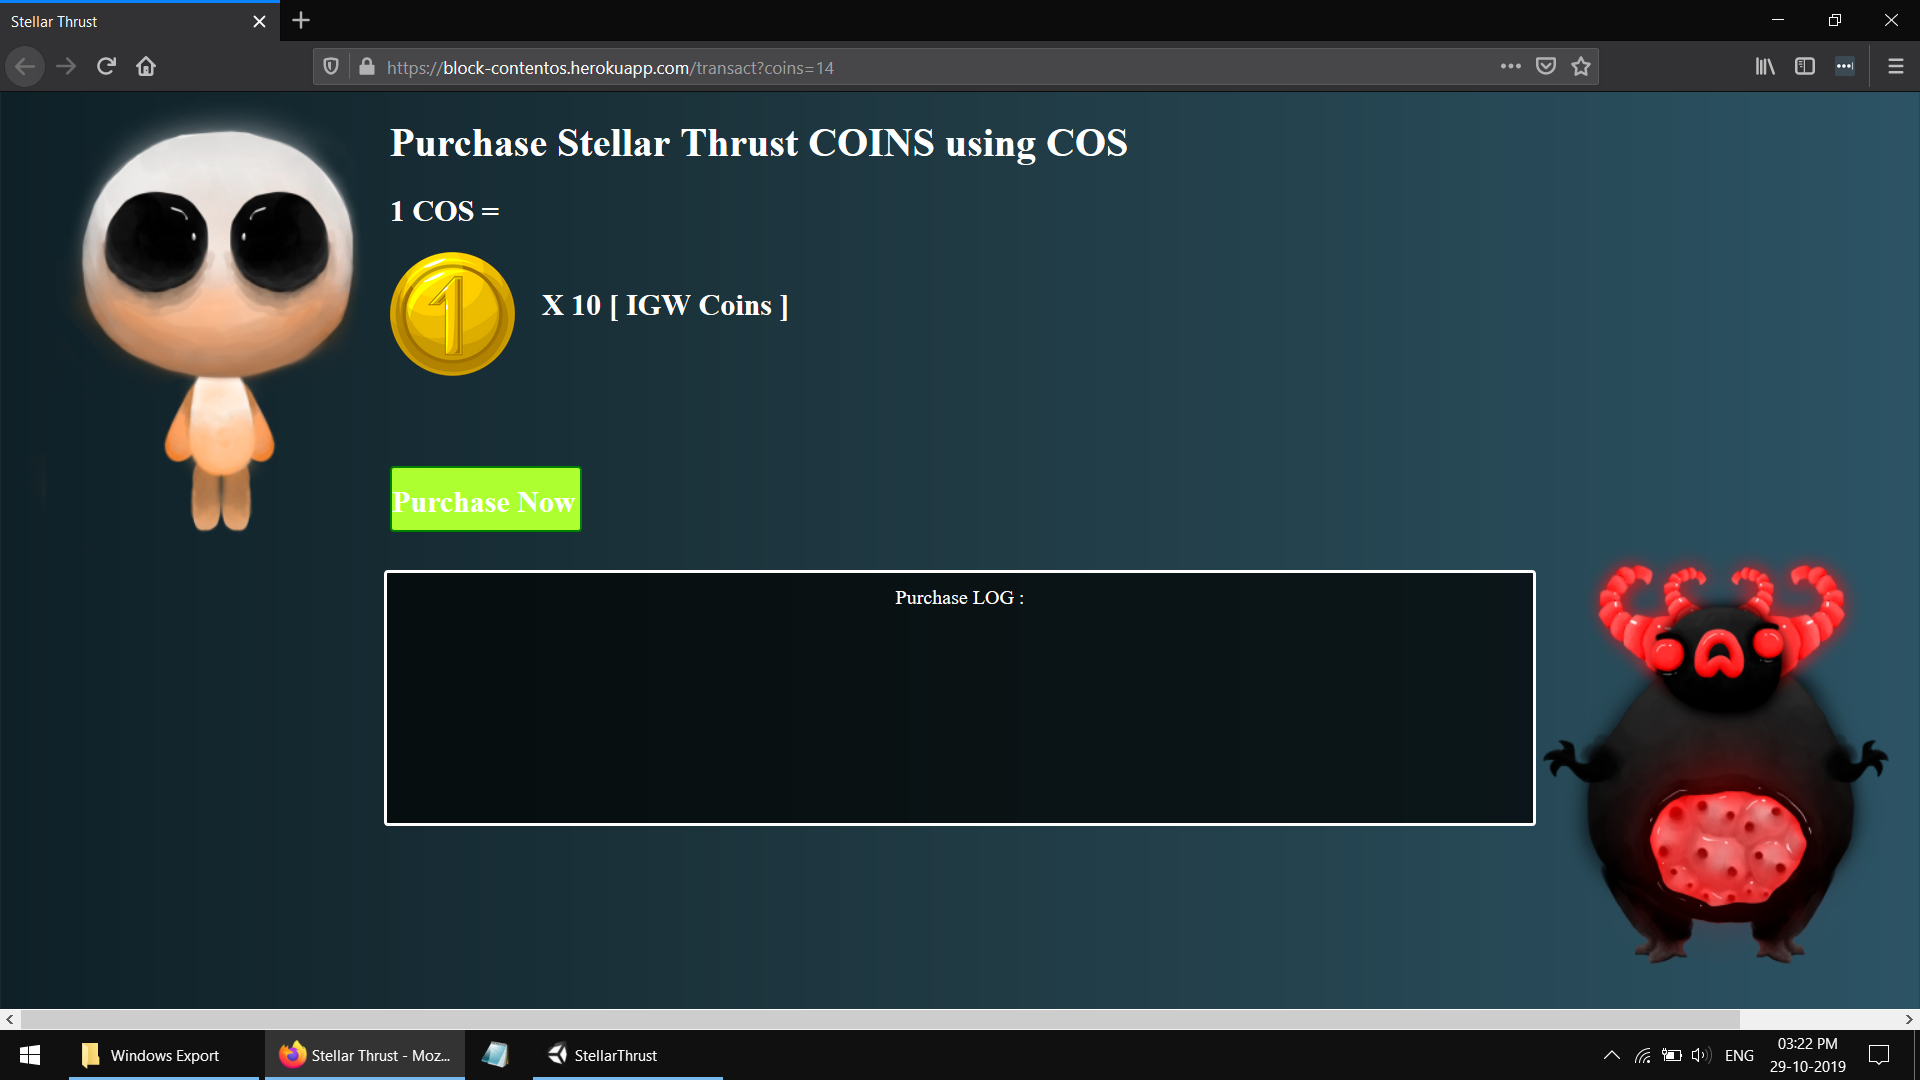 Stellar Thrust
https://block-contentos.herokuapp.com/transact?coins=14
Purchase Stellar Thrust COINS using COS
1 COS =
1
X 10 [ IGW Coins ]
Purchase Now
Purchase LOG :
Windows Export
Stellar Thrust - Moz...
StellarThrust
ENG
03:22 PM
29-10-2019